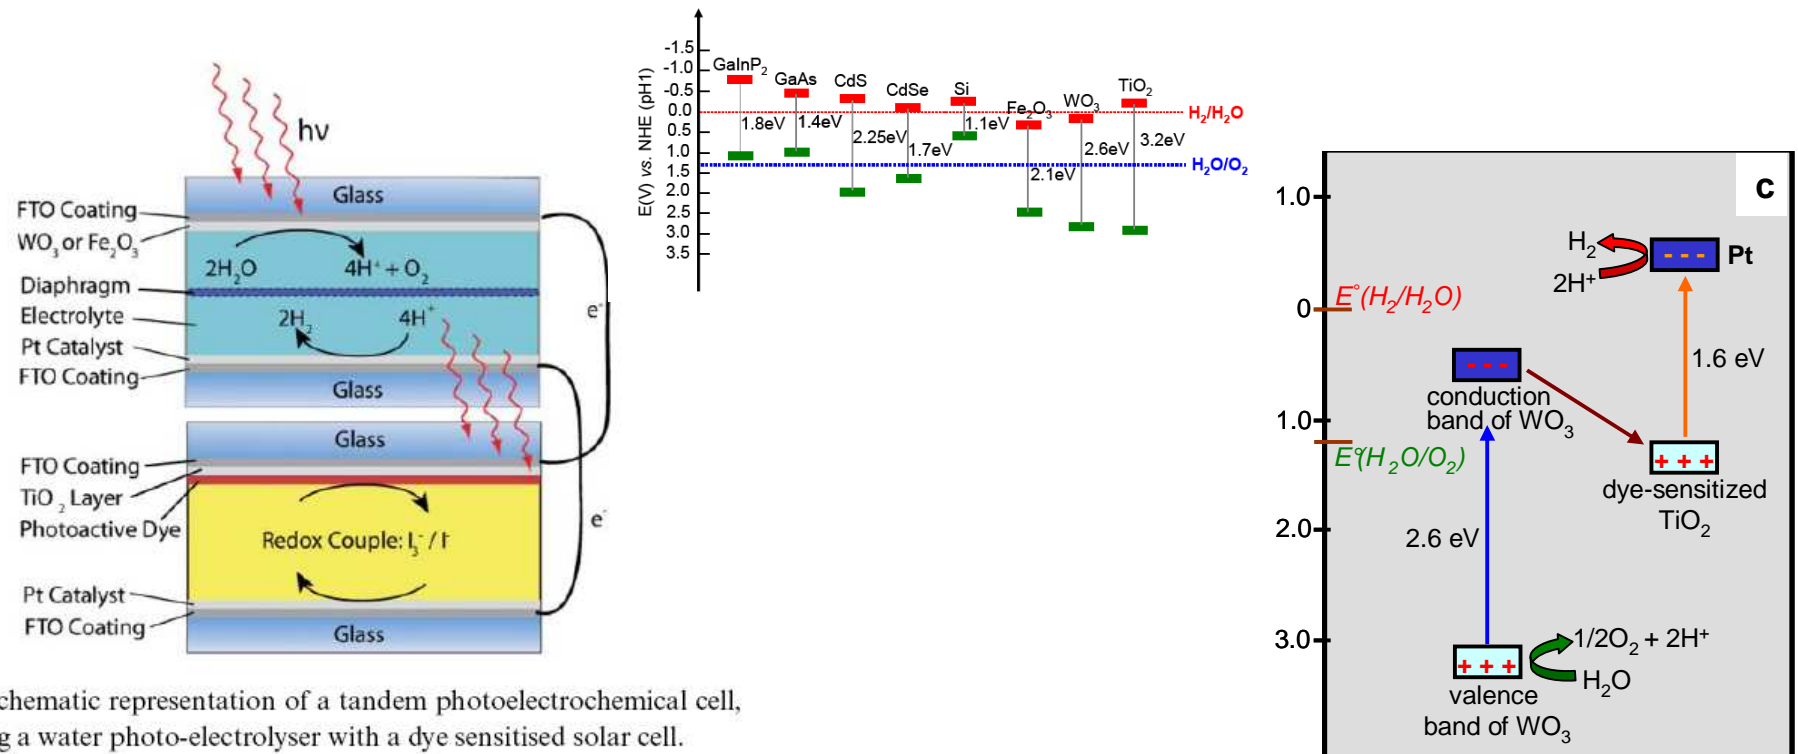 hν
Glass
FTO Coating
WO3 or Fe2O3
2H2O
4H+ + O2
Diaphragm
Electrolyte
2H2
4H+
Pt Catalyst
FTO Coating
Glass
e-
Glass
FTO Coating
TiO2 Layer
Photoactive Dye
Redox Couple: I3- / I-
e-
Pt Catalyst
FTO Coating
Glass
chematic representation of a tandem photoelectrochemical cell,
g a water photo-electrolyser with a dye sensitised solar cell.
E(V) vs. NHE (pH1)
-1.5
-1.0
-0.5
0.0
0.5
1.0
1.5
2.0
2.5
3.0
3.5
GaInP2
GaAs
CdS
CdSe
Si
Fe2O3
WO3
TiO2
1.8eV
1.4eV
2.25eV
1.7eV
1.1eV
2.1eV
2.6eV
3.2eV
H2/H2O
H2O/O2
c
1.0
0
1.0
2.0
3.0
H2
2H+
Pt
E°(H2/H2O)
1.6 eV
conduction
band of WO3
E°(H2O/O2)
+ + +
dye-sensitized
TiO2
2.6 eV
+ + +
1/2O2 + 2H+
H2O
valence
band of WO3